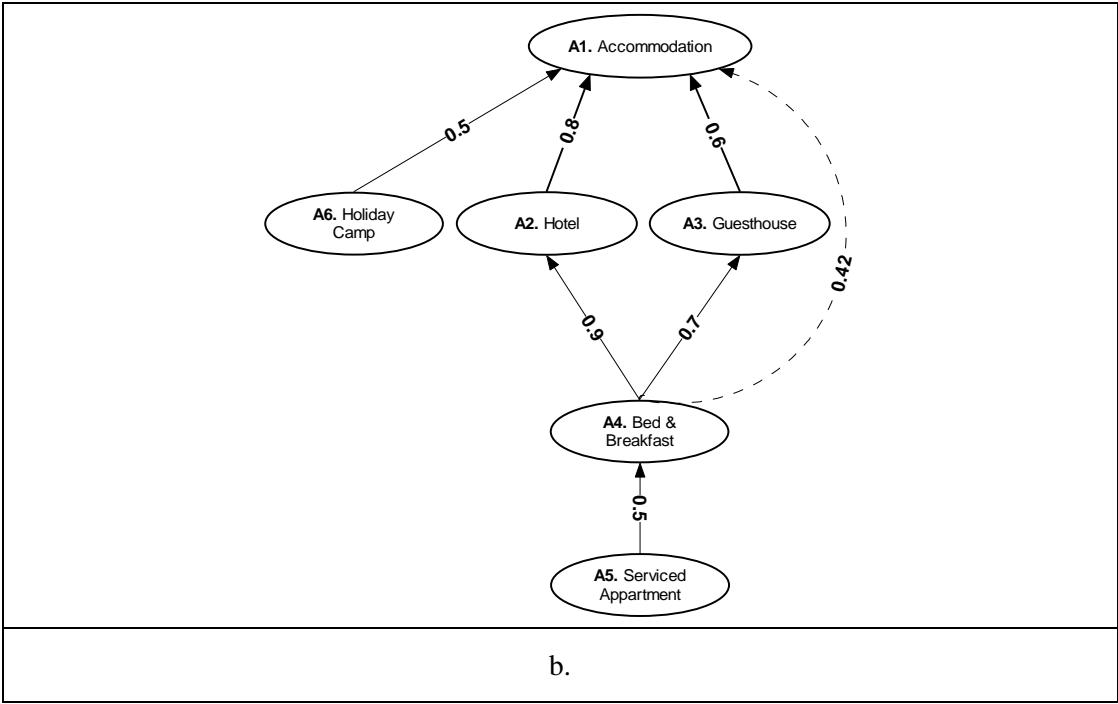 A1. Accommodation
0.5
0.8
0.6
A6. Holiday
Camp
A2. Hotel
A3. Guesthouse
0.42
0.9
0.7
A4. Bed &
Breakfast
0.5
A5. Serviced
Appartment
b.